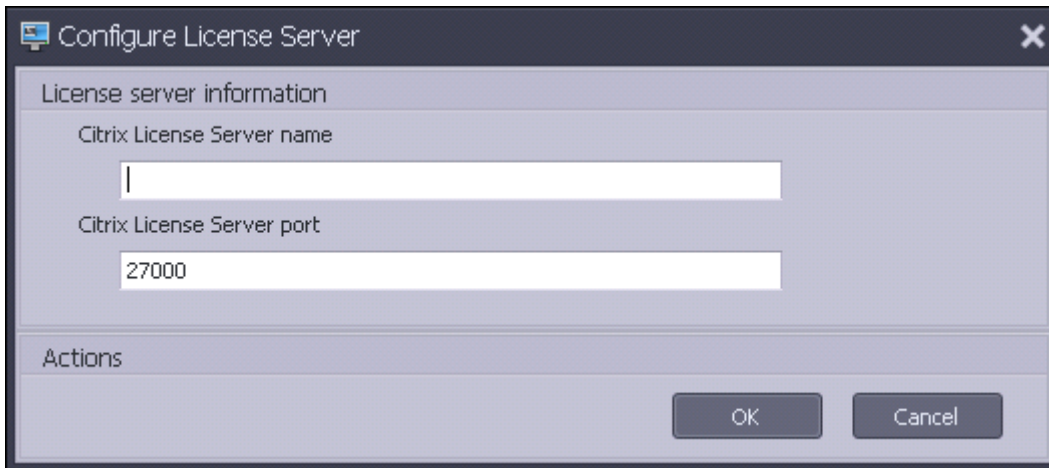 Configure License Server
License server information
Citrix License Server name
Citrix License Server port
27000
Actions
OK Cancel